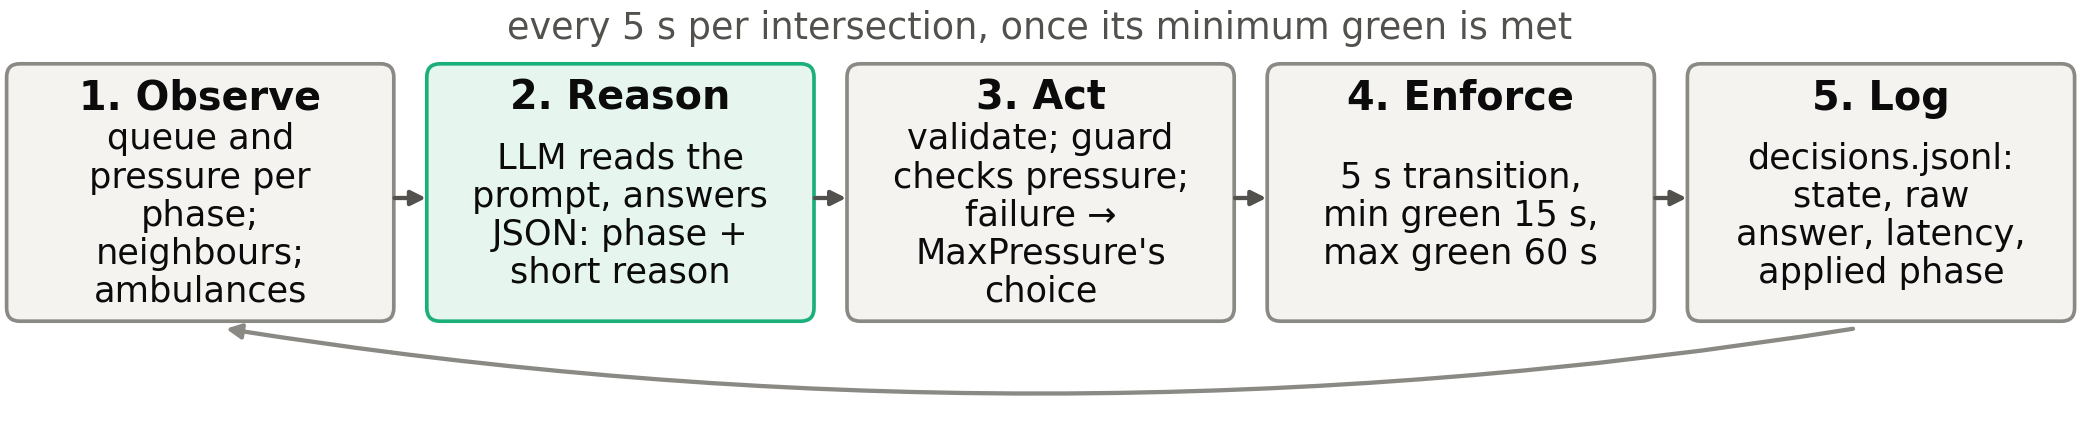 every 5 s per intersection, once its minimum green is met
1. Observe
queue and
pressure per
phase;
neighbours;
ambulances
2. Reason
LLM reads the
prompt, answers
JSON: phase +
short reason
3. Act
validate; guard
checks pressure;
failure →
MaxPressure's
choice
4. Enforce
5 s transition,
min green 15 s,
max green 60 s
5. Log
decisions.jsonl:
state, raw
answer, latency,
applied phase